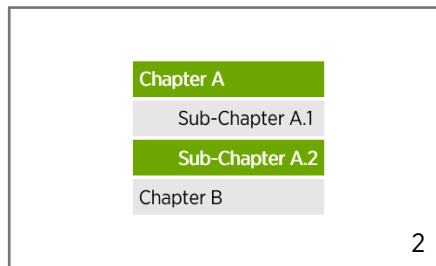 Chapter A
Sub-Chapter A.1
Sub-Chapter A.2
Chapter B
2